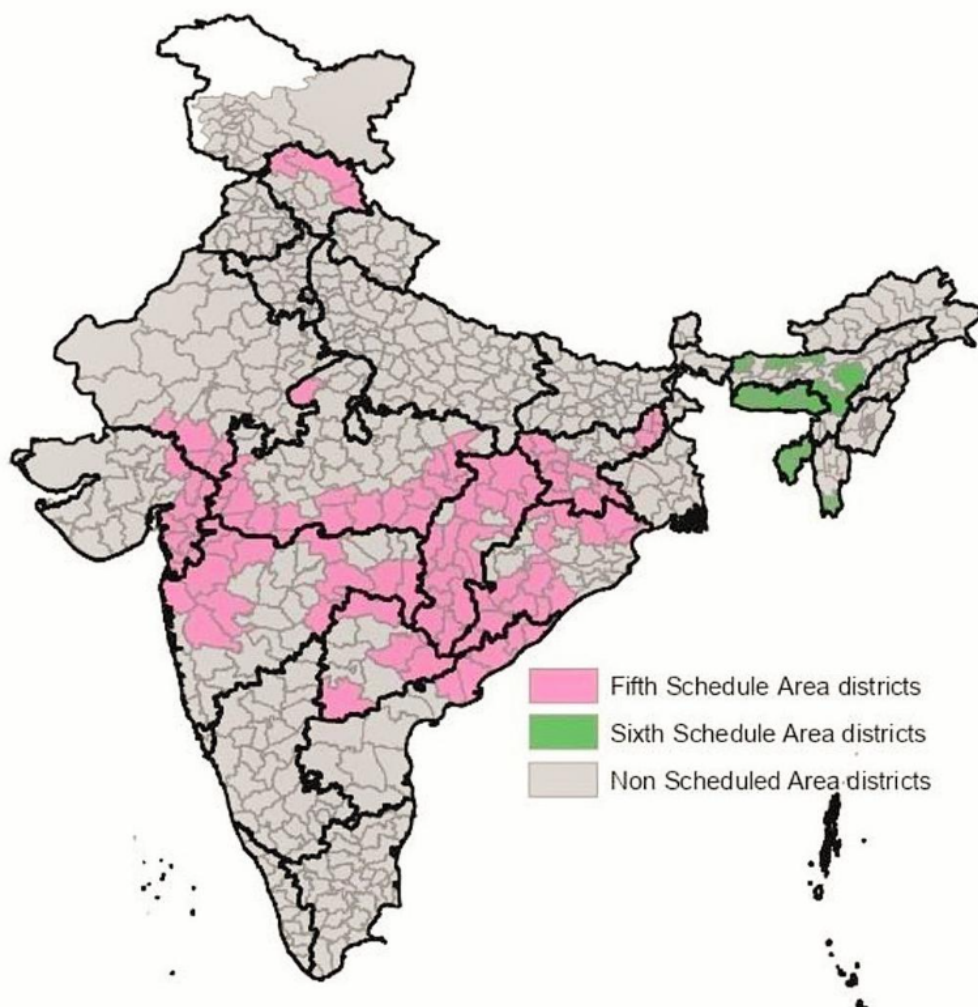 Fifth Schedule Area districts
Sixth Schedule Area districts
Non Scheduled Area districts